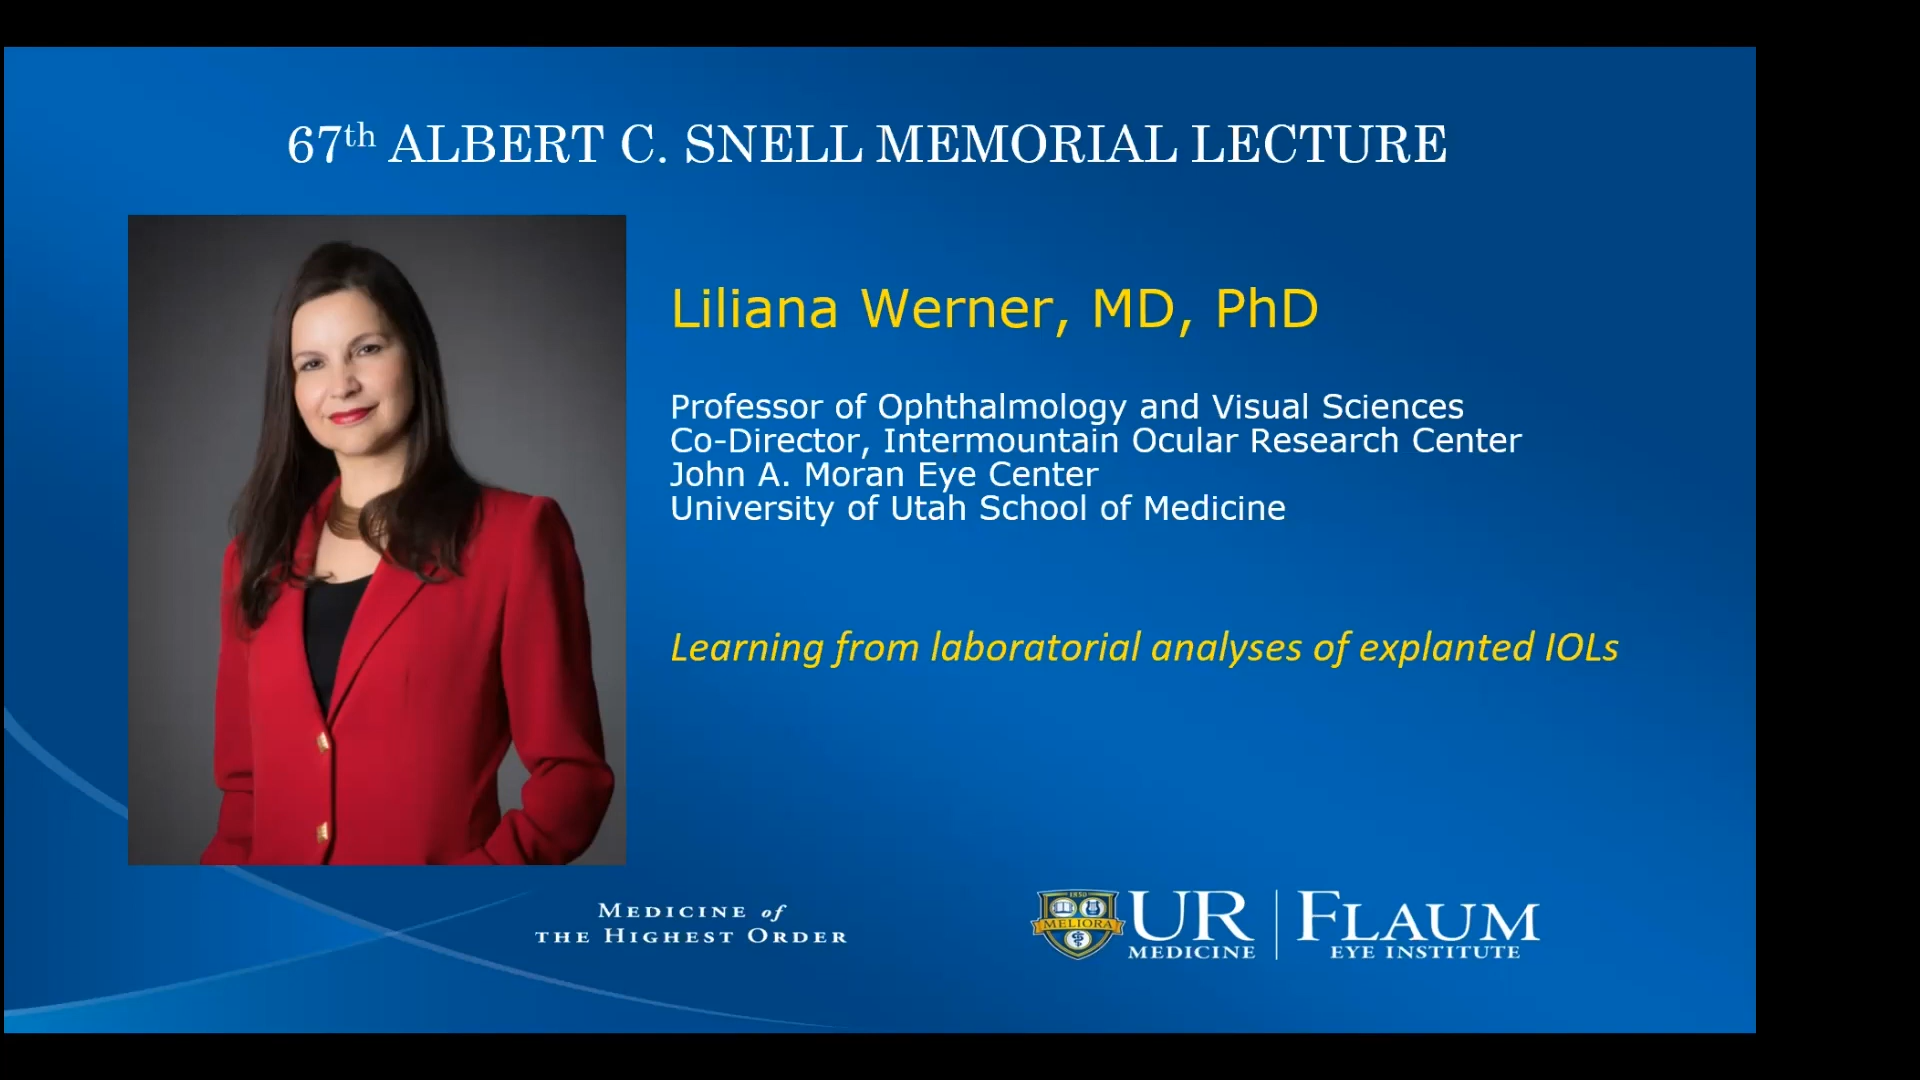 67th ALBERT C. SNELL MEMORIAL LECTURE
Liliana Werner, MD, PhD
Professor of Ophthalmology and Visual Sciences
Co-Director, Intermountain Ocular Research Center
John A. Moran Eye Center
University of Utah School of Medicine
Learning from laboratorial analyses of explanted IOLs
MEDICINE of
THE HIGHEST ORDER
1850
MELIORA
UR
MEDICINE
FLAUM
EYE INSTITUTE